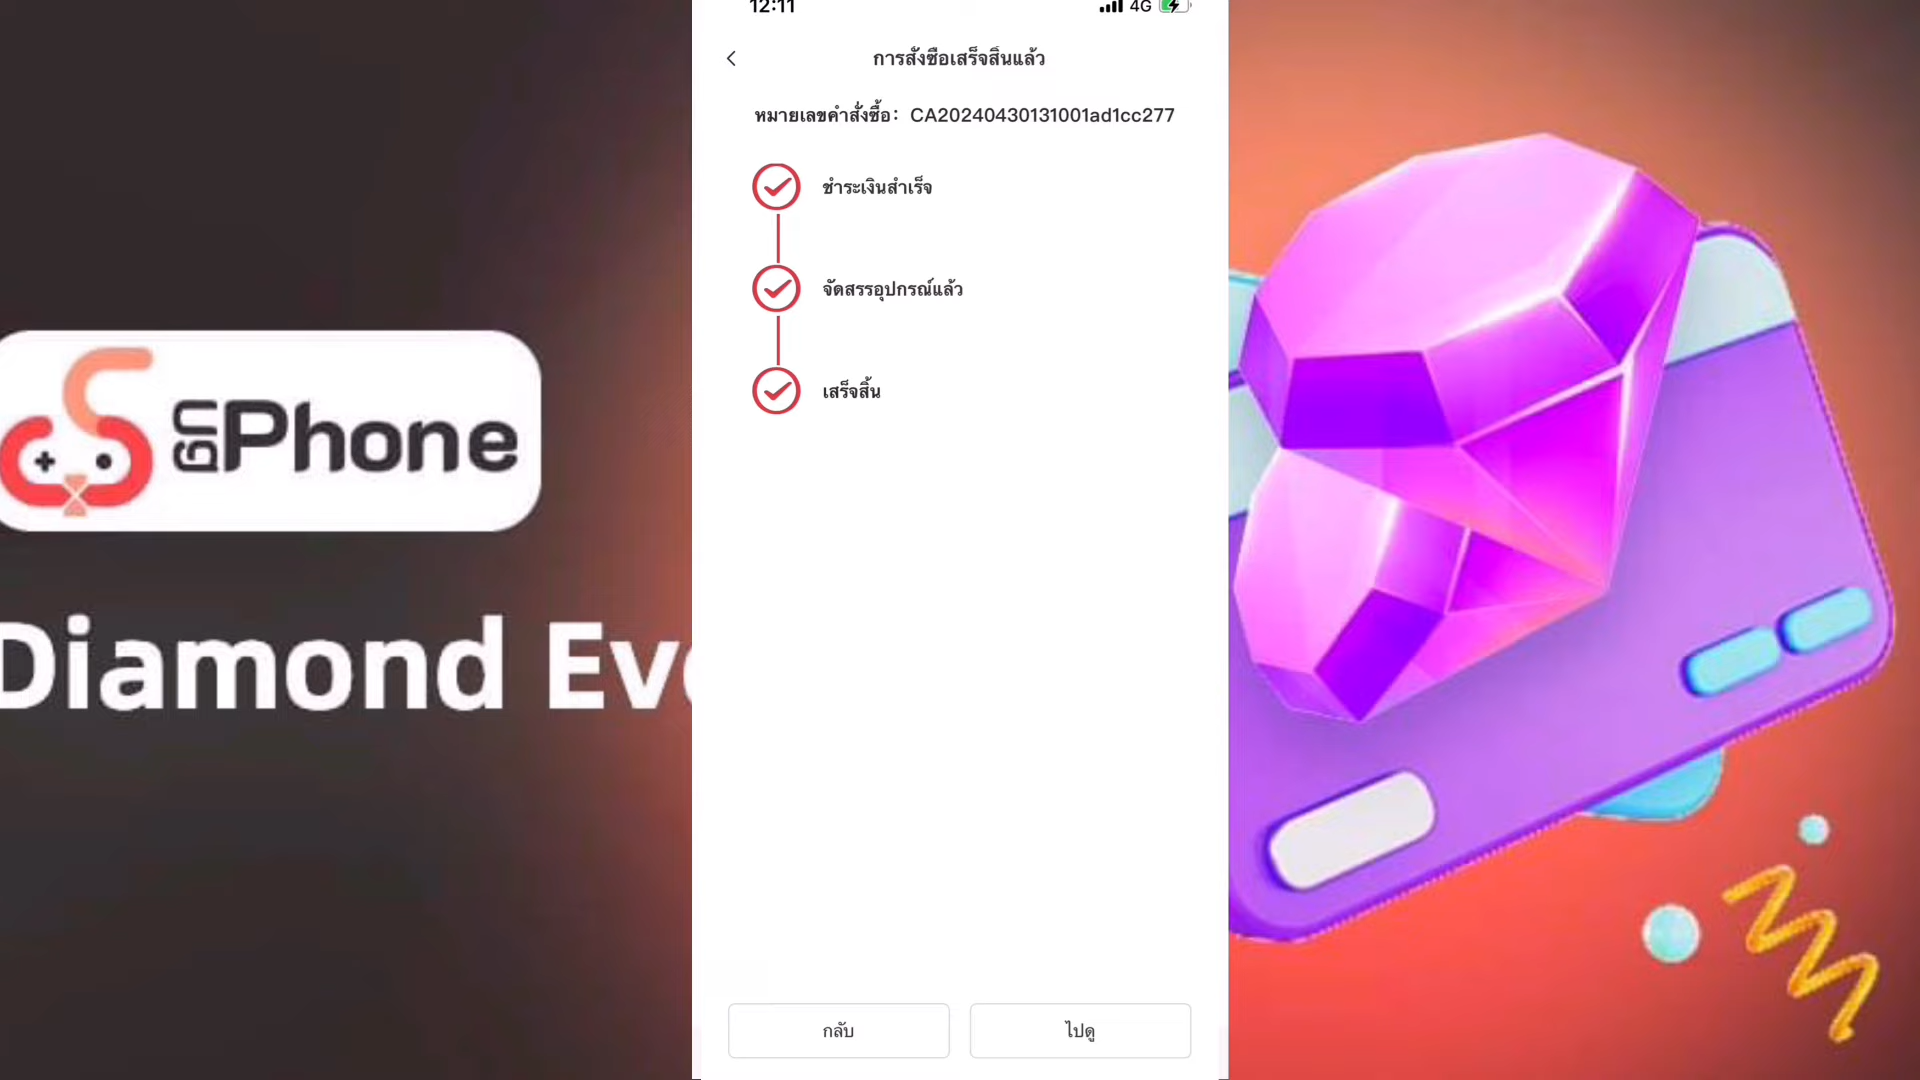 12:11
4G
การสั่งซื้อเสร็จสิ้นแล้ว
หมายเลขคำสั่งซื้อ: CA20240430131001ad1cc277
ชำระเงินสำเร็จ
จัดสรรอุปกรณ์แล้ว
เสร็จสิ้น
Phone
Diamond Eve
กลับ
ไปดู